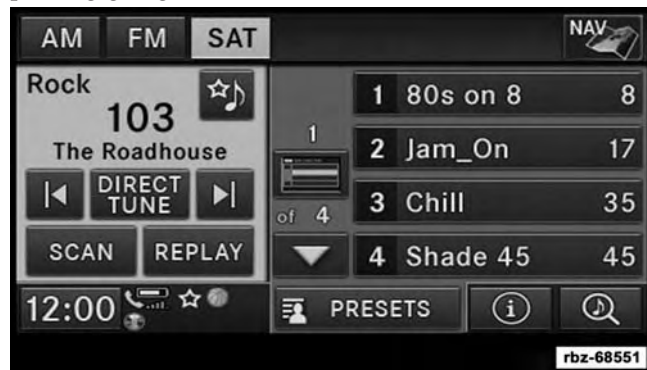 AM FM SAT NAV
Rock
103
The Roadhouse
DIRECT
TUNE
SCAN REPLAY
1
of 4
1 80s on 8 8
2 Jam_On 17
3 Chill 35
4 Shade 45 45
12:00 PRESETS i
rbz-68551